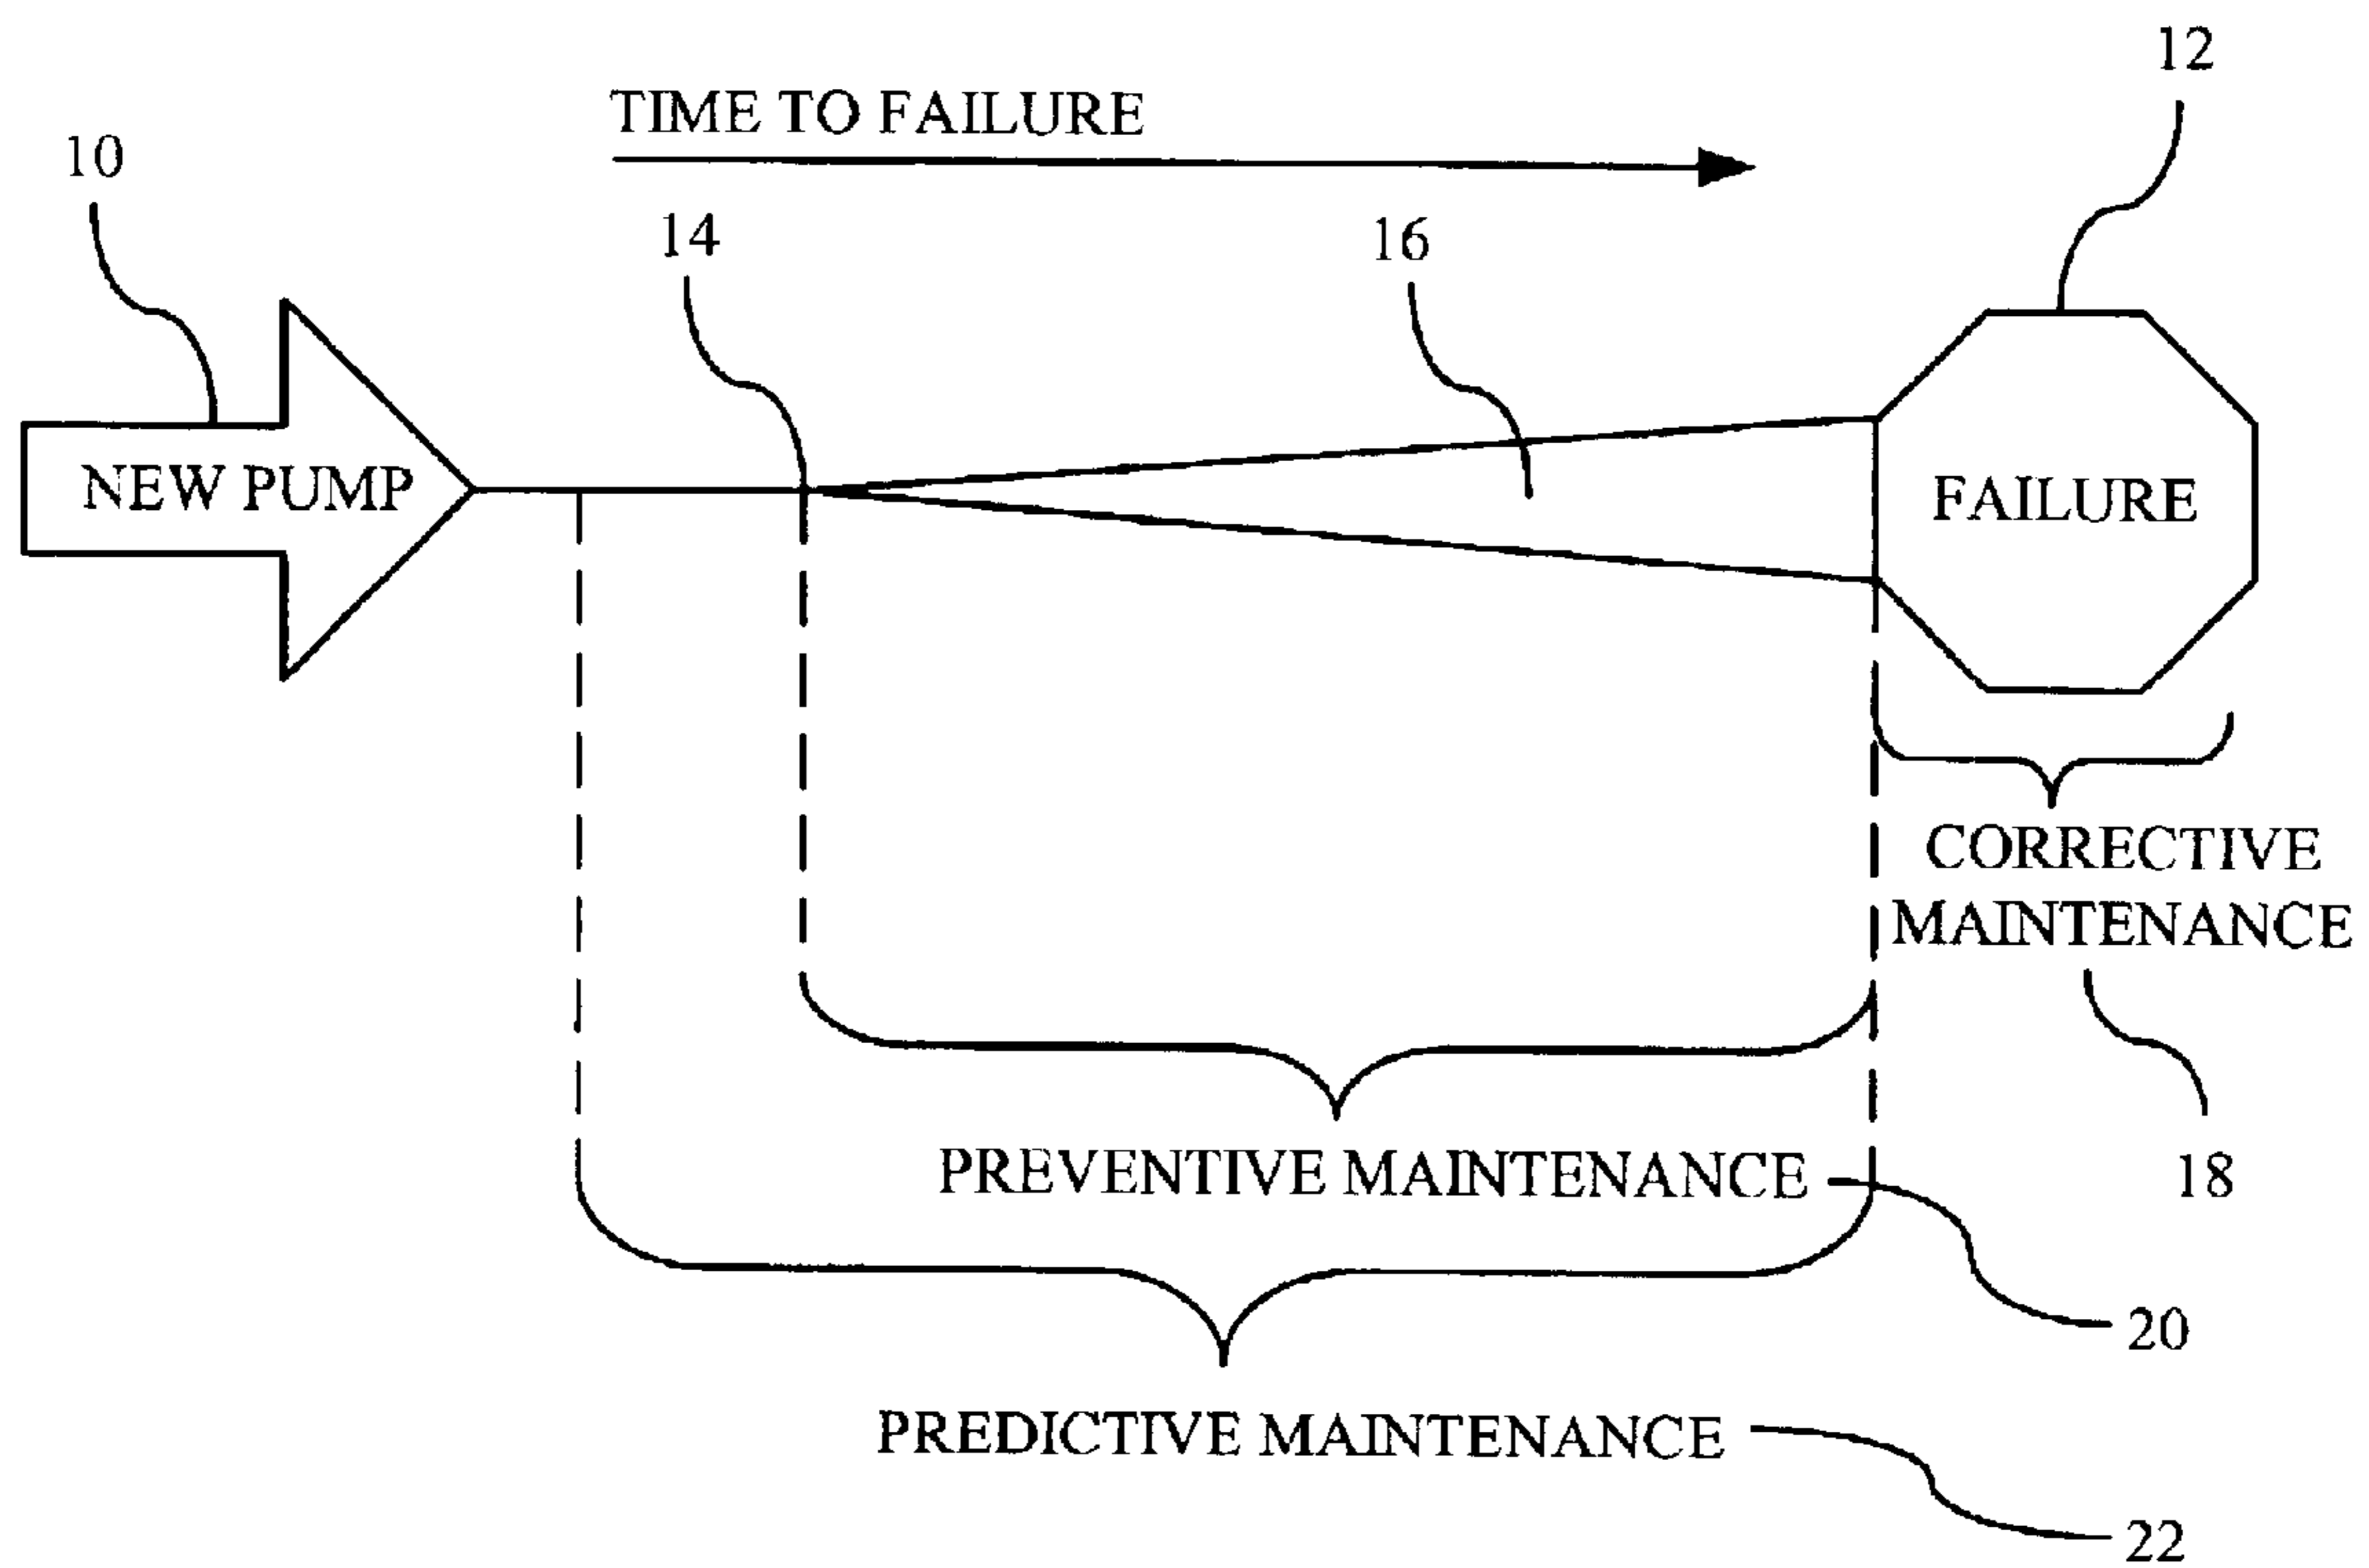 12
TIME TO FAILURE
10
14
16
NEW PUMP
FAILURE
CORRECTIVE
MAINTENANCE
PREVENTIVE MAINTENANCE
18
20
PREDICTIVE MAINTENANCE
22